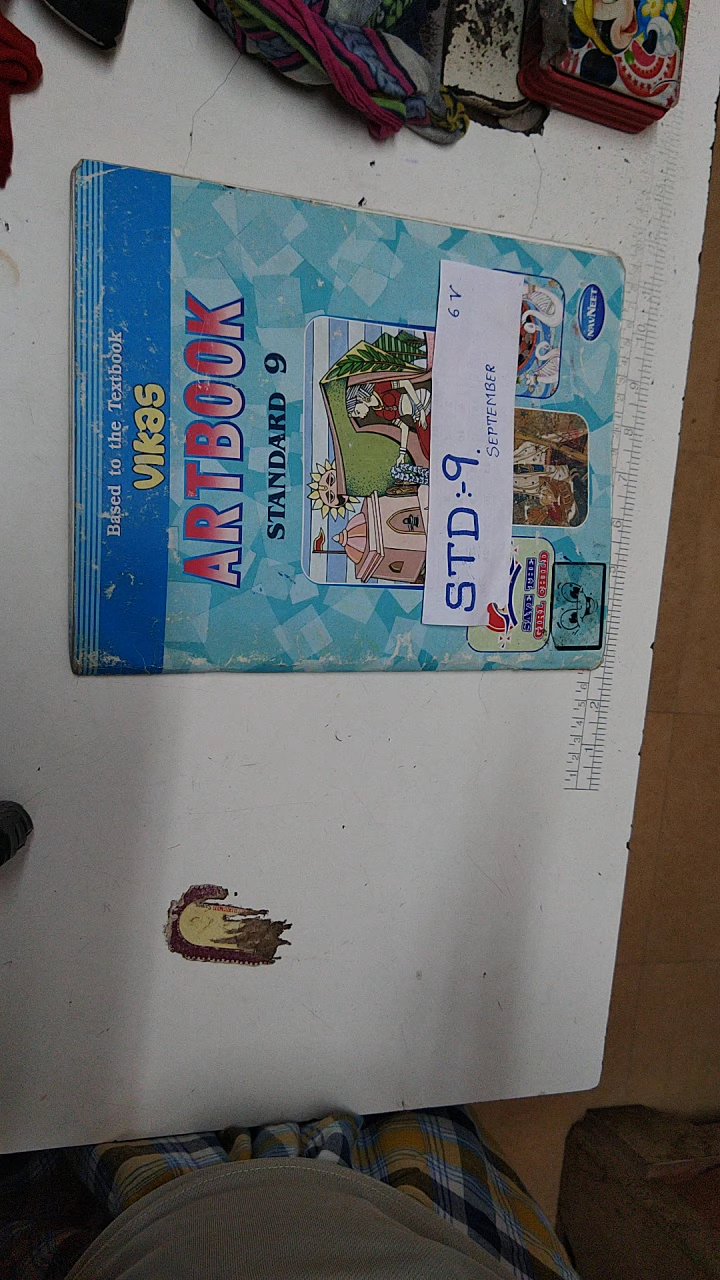 Based to the Textbook
VIKAS
ARTBOOK
STANDARD 9
NAVNEET
6V
SEPTEMBER
STD:-9.
SAVE THE
GIRL CHILD